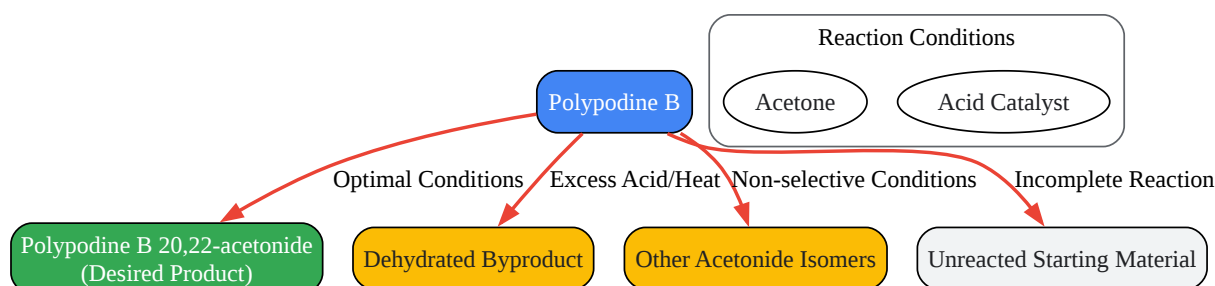 Reaction Conditions
Polypodine B
Acetone
Acid Catalyst
Optimal Conditions
Excess Acid/Heat
Non-selective Conditions
Incomplete Reaction
Polypodine B 20,22-acetonide
(Desired Product)
Dehydrated Byproduct
Other Acetonide Isomers
Unreacted Starting Material